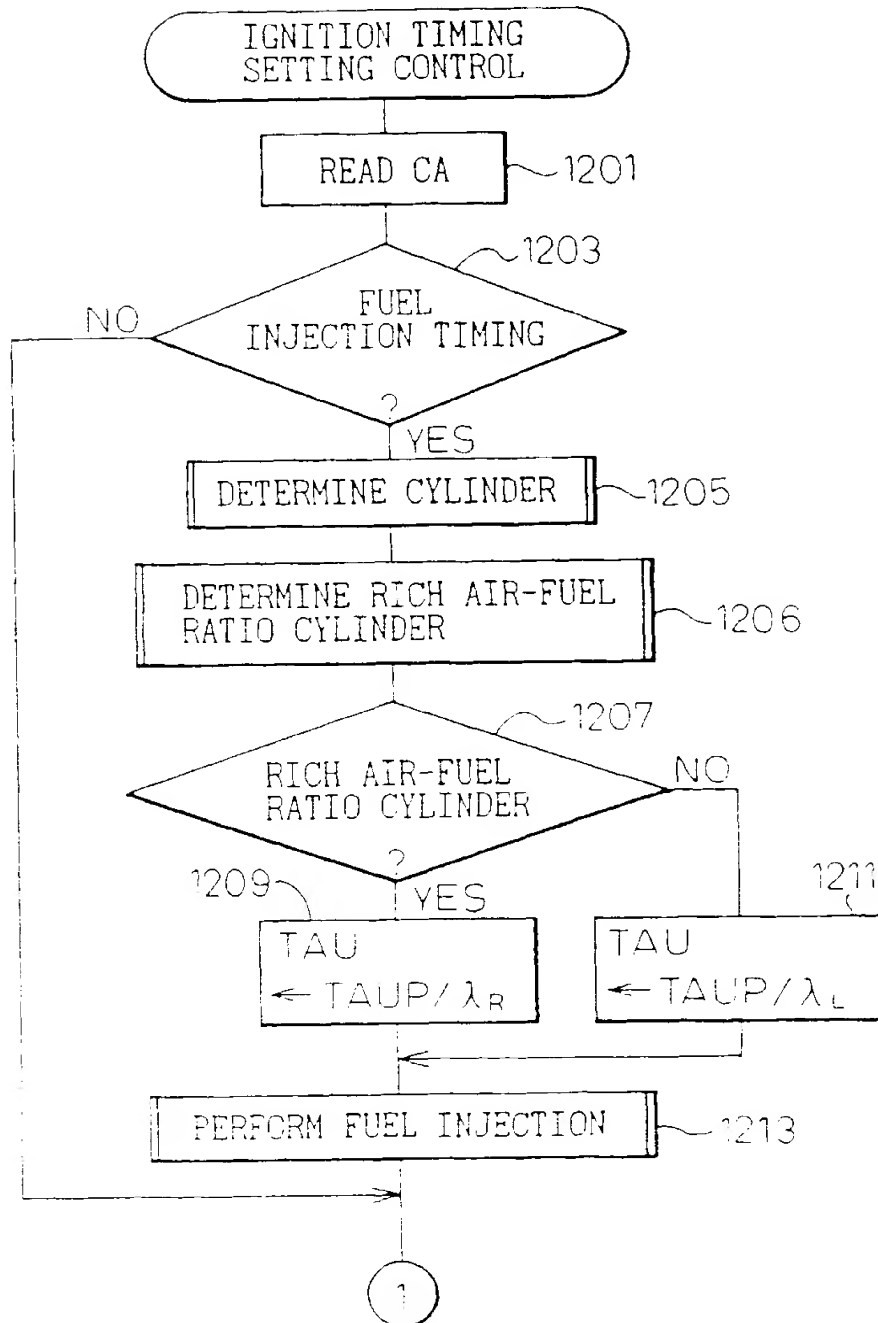 IGNITION TIMING
SETTING CONTROL
READ CA
1201
1203
FUEL
INJECTION TIMING
?
NO
YES
DETERMINE CYLINDER
1205
DETERMINE RICH AIR-FUEL
RATIO CYLINDER
1206
1207
RICH AIR-FUEL
RATIO CYLINDER
?
NO
YES
1209
TAU
← TAUP/λR
1211
TAU
← TAUP/λL
PERFORM FUEL INJECTION
1213
1